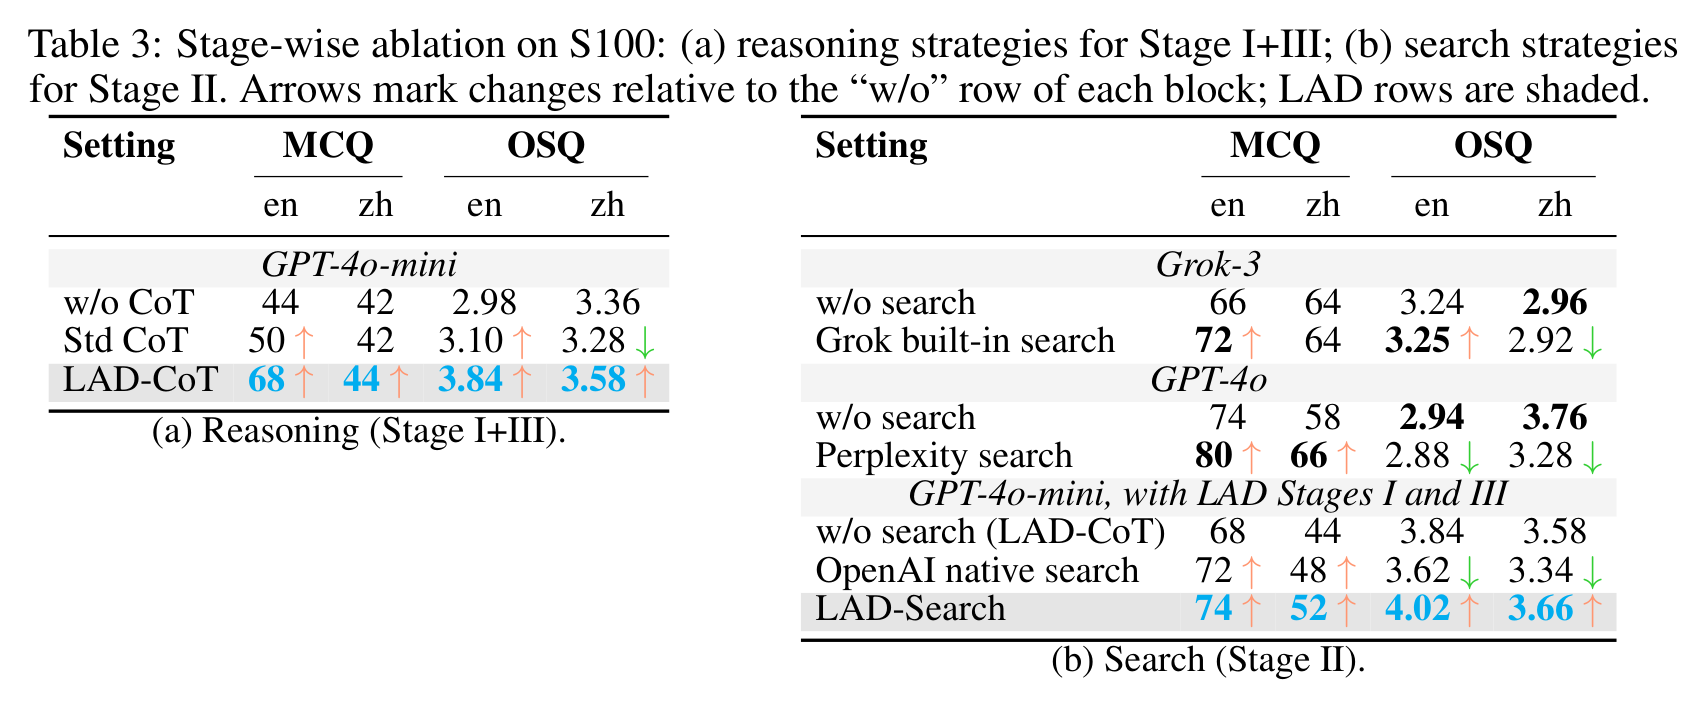 Table 3: Stage-wise ablation on S100: (a) reasoning strategies for Stage I+III; (b) search strategies
for Stage II. Arrows mark changes relative to the “w/o” row of each block; LAD rows are shaded.
Setting MCQ OSQ
en zh en zh
GPT-4o-mini
w/o CoT 44 42 2.98 3.36
Std CoT 50 ↑ 42 3.10 ↑ 3.28 ↓
LAD-CoT 68 ↑ 44 ↑ 3.84 ↑ 3.58 ↑
(a) Reasoning (Stage I+III).
Setting MCQ OSQ
en zh en zh
Grok-3
w/o search 66 64 3.24 2.96
Grok built-in search 72 ↑ 64 3.25 ↑ 2.92 ↓
GPT-4o
w/o search 74 58 2.94 3.76
Perplexity search 80 ↑ 66 ↑ 2.88 ↓ 3.28 ↓
GPT-4o-mini, with LAD Stages I and III
w/o search (LAD-CoT) 68 44 3.84 3.58
OpenAI native search 72 ↑ 48 ↑ 3.62 ↓ 3.34 ↓
LAD-Search 74 ↑ 52 ↑ 4.02 ↑ 3.66 ↑
(b) Search (Stage II).